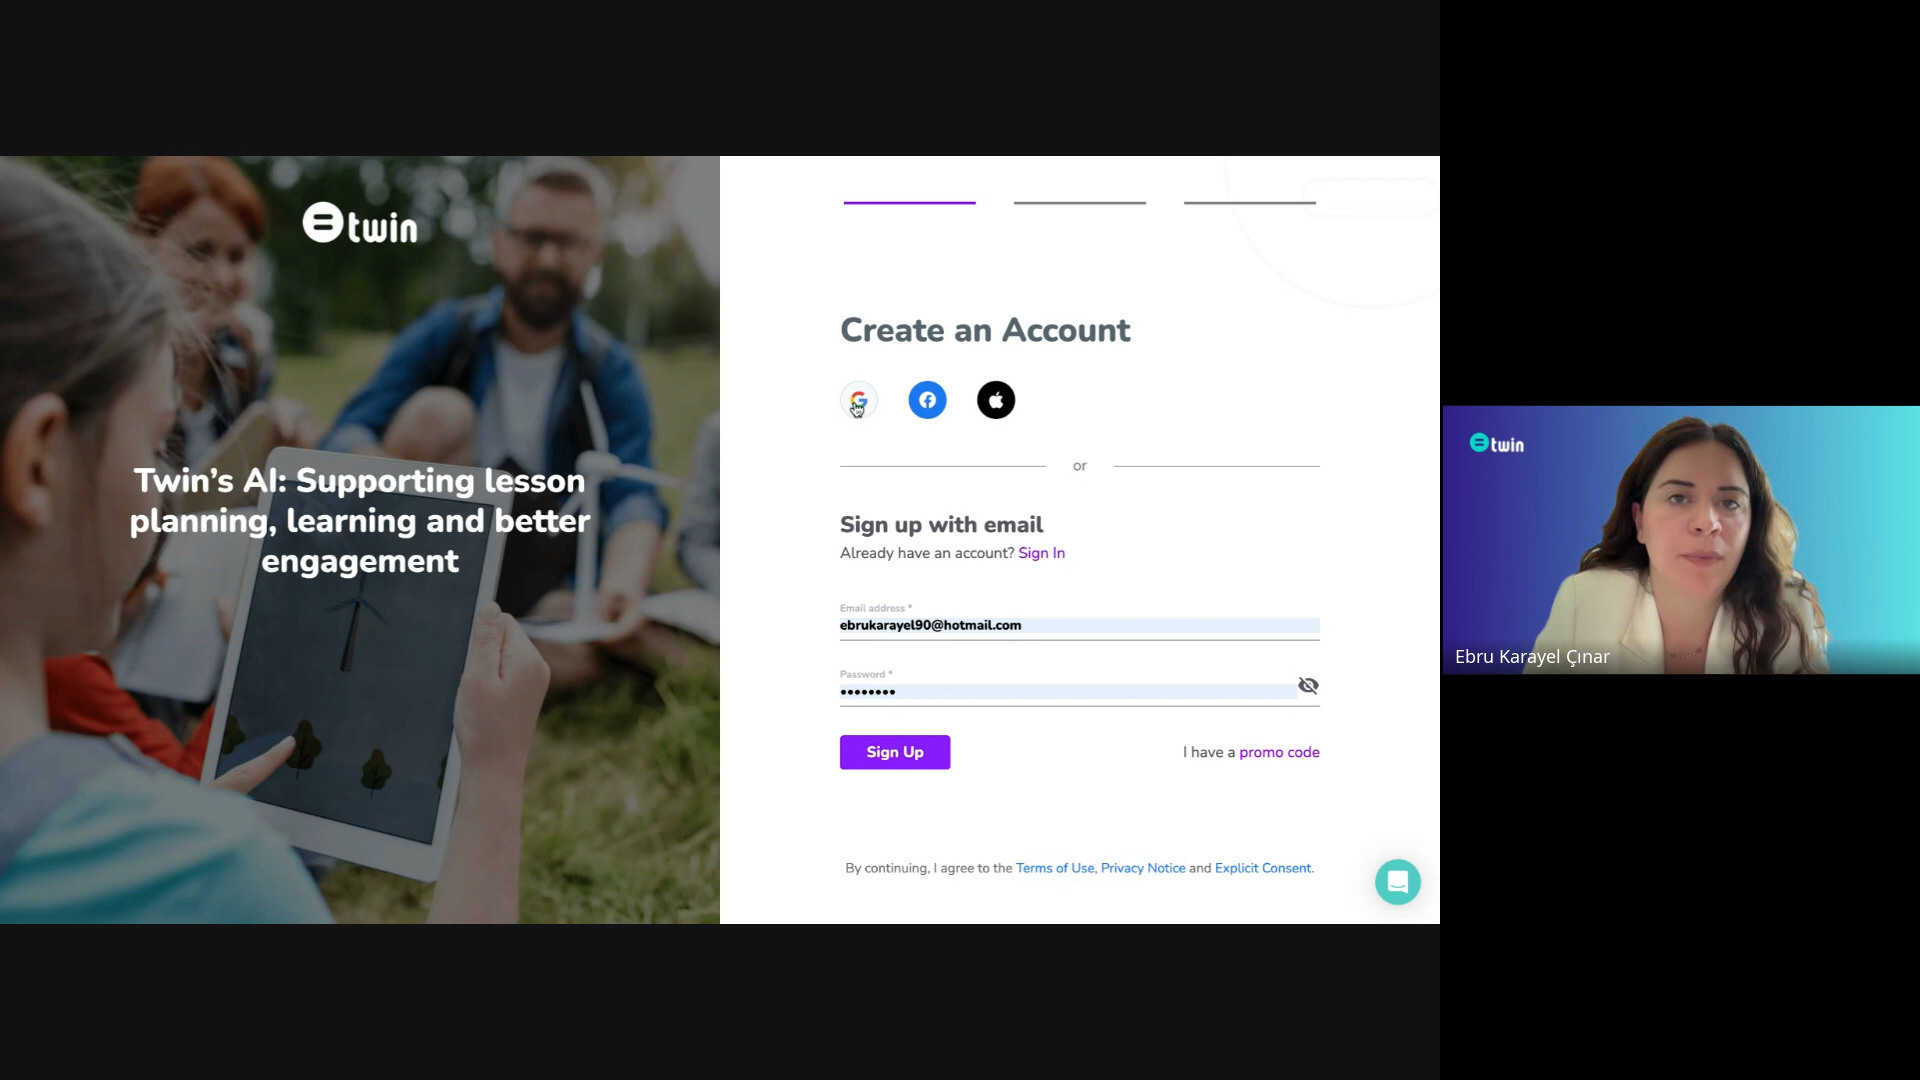 twin
Twin's AI: Supporting lesson
planning, learning and better
engagement
Create an Account
or
Sign up with email
Already have an account? Sign In
Email address *
ebrukarayel90@hotmail.com
Password *
••••••••
Sign Up
I have a promo code
By continuing, I agree to the Terms of Use, Privacy Notice and Explicit Consent.
twin
Ebru Karayel Çınar